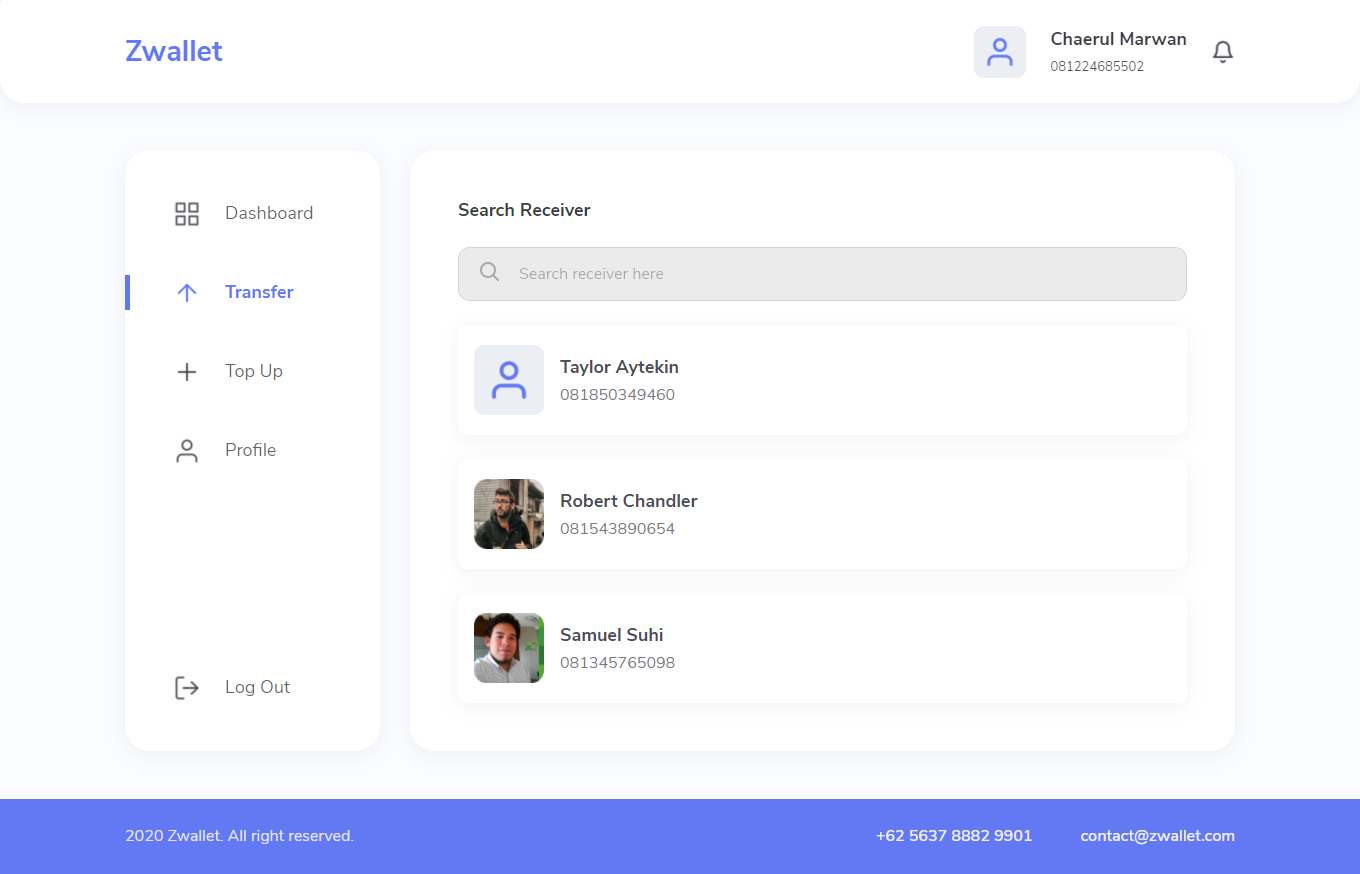 Zwallet
Chaerul Marwan
081224685502
Dashboard
Transfer
Top Up
Profile
Log Out
Search Receiver
Search receiver here
Taylor Aytekin
081850349460
Robert Chandler
081543890654
Samuel Suhi
081345765098
2020 Zwallet. All right reserved.
+62 5637 8882 9901
contact@zwallet.com